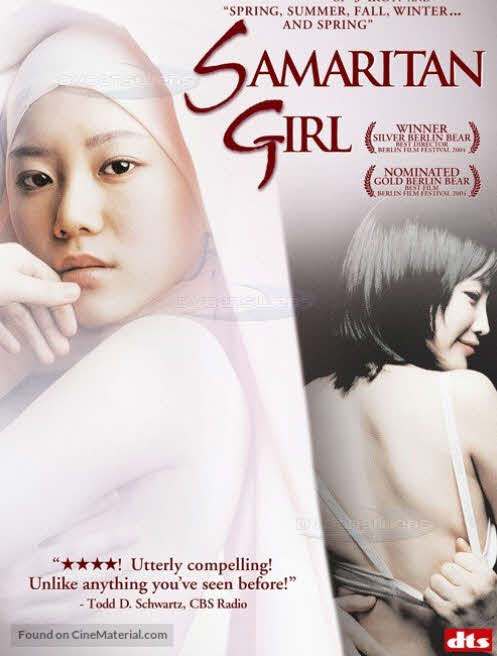 "SPRING, SUMMER, FALL, WINTER...
AND SPRING"
SAMARITAN
GIRL
WINNER
SILVER BERLIN BEAR
BEST DIRECTOR
BERLIN FILM FESTIVAL 2004
NOMINATED
GOLD BERLIN BEAR
BEST FILM
BERLIN FILM FESTIVAL 2004
"★★★★! Utterly compelling!
Unlike anything you've seen before!"
- Todd D. Schwartz, CBS Radio
Found on CineMaterial.com
dts